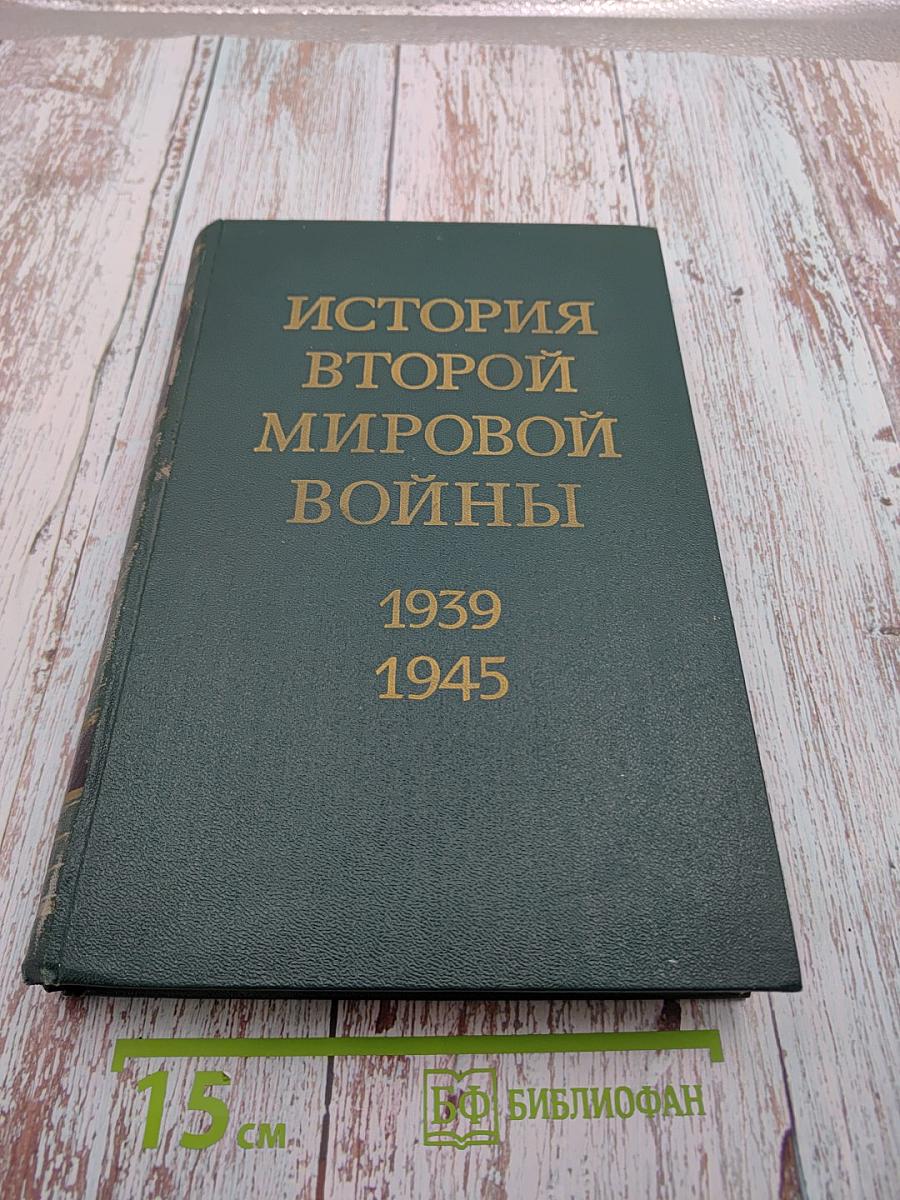 ИСТОРИЯ
ВТОРОЙ
МИРОВОЙ
ВОЙНЫ
1939
1945
15 см
БФ БИБЛИОФАН